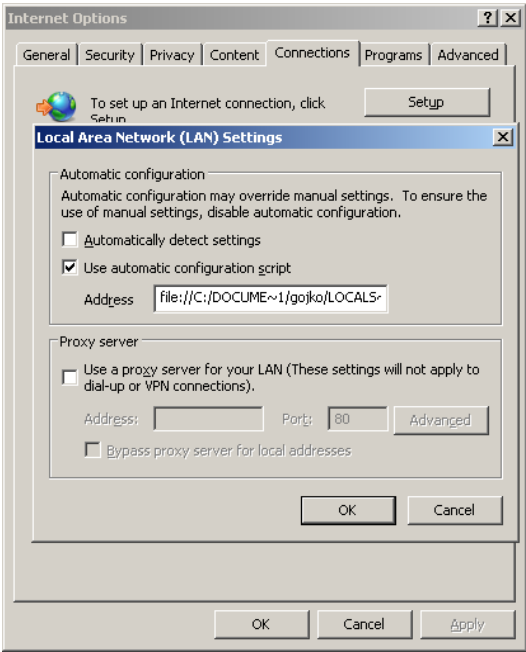 Internet Options
General Security Privacy Content Connections Programs Advanced
To set up an Internet connection, click
Setup.
Setup
Local Area Network (LAN) Settings
Automatic configuration
Automatic configuration may override manual settings. To ensure the
use of manual settings, disable automatic configuration.
Automatically detect settings
Use automatic configuration script
Address file://C:/DOCUME~1/gojko/LOCALS~
Proxy server
Use a proxy server for your LAN (These settings will not apply to
dial-up or VPN connections).
Address: Port: 80 Advanced
Bypass proxy server for local addresses
OK Cancel
OK Cancel Apply